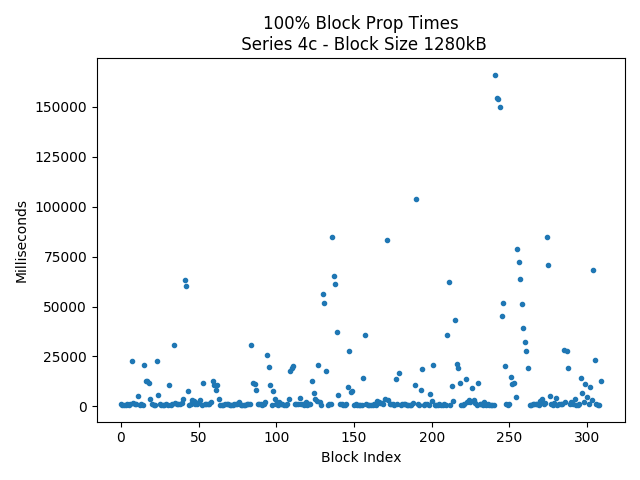 100% Block Prop Times
Series 4c - Block Size 1280kB
Milliseconds
150000
125000
100000
75000
50000
25000
0
0 50 100 150 200 250 300
Block Index